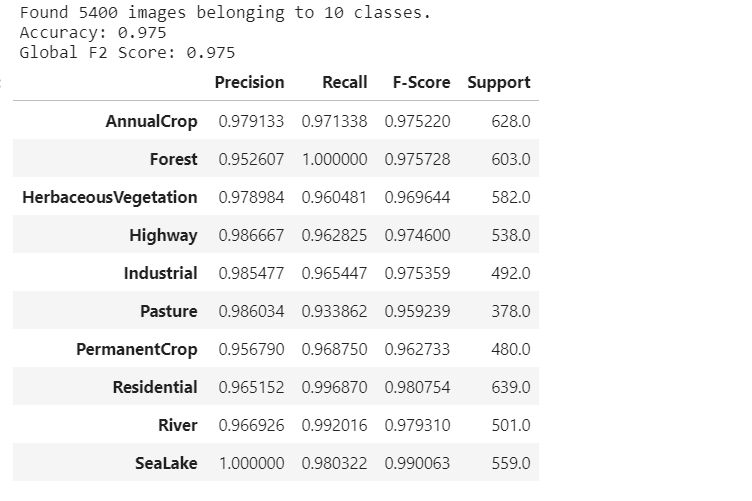 Found 5400 images belonging to 10 classes.
Accuracy: 0.975
Global F2 Score: 0.975
Precision Recall F-Score Support
AnnualCrop 0.979133 0.971338 0.975220 628.0
Forest 0.952607 1.000000 0.975728 603.0
HerbaceousVegetation 0.978984 0.960481 0.969644 582.0
Highway 0.986667 0.962825 0.974600 538.0
Industrial 0.985477 0.965447 0.975359 492.0
Pasture 0.986034 0.933862 0.959239 378.0
PermanentCrop 0.956790 0.968750 0.962733 480.0
Residential 0.965152 0.996870 0.980754 639.0
River 0.966926 0.992016 0.979310 501.0
SeaLake 1.000000 0.980322 0.990063 559.0